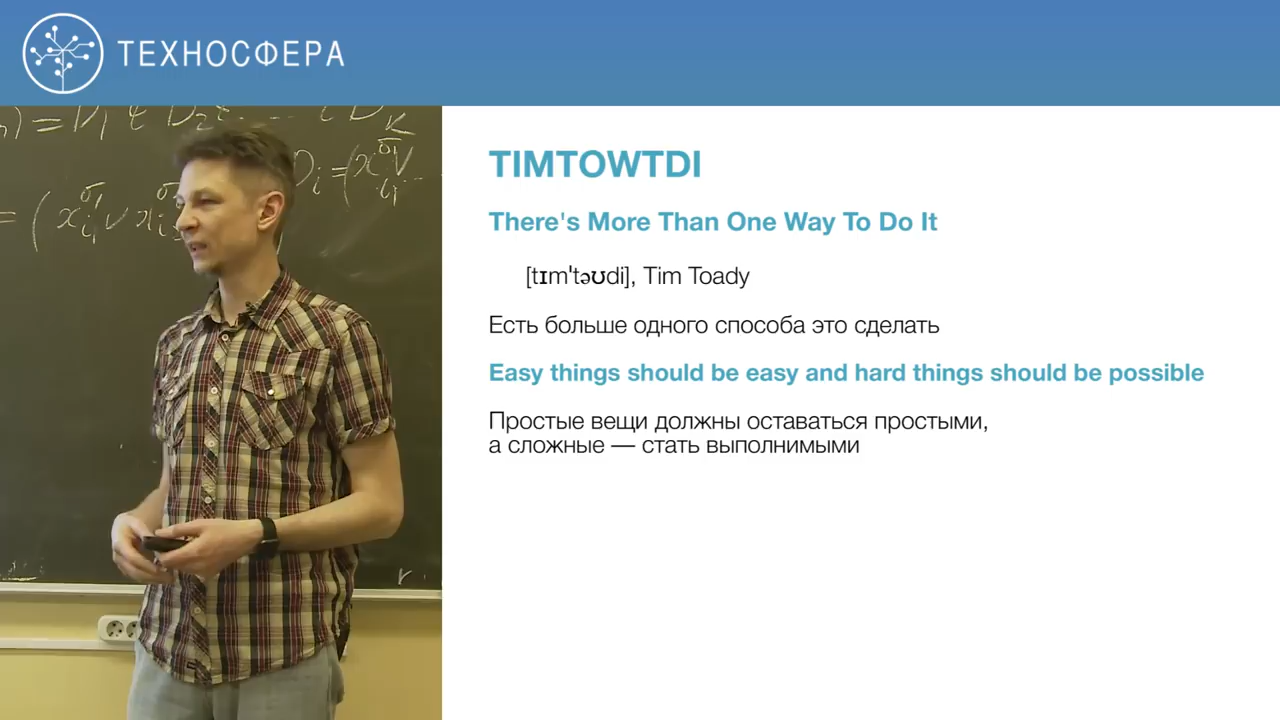 ТЕХНОСФЕРА
TIMTOWTDI
There's More Than One Way To Do It
[tɪmˈtəʊdi], Tim Toady
Есть больше одного способа это сделать
Easy things should be easy and hard things should be possible
Простые вещи должны оставаться простыми,
а сложные — стать выполнимыми